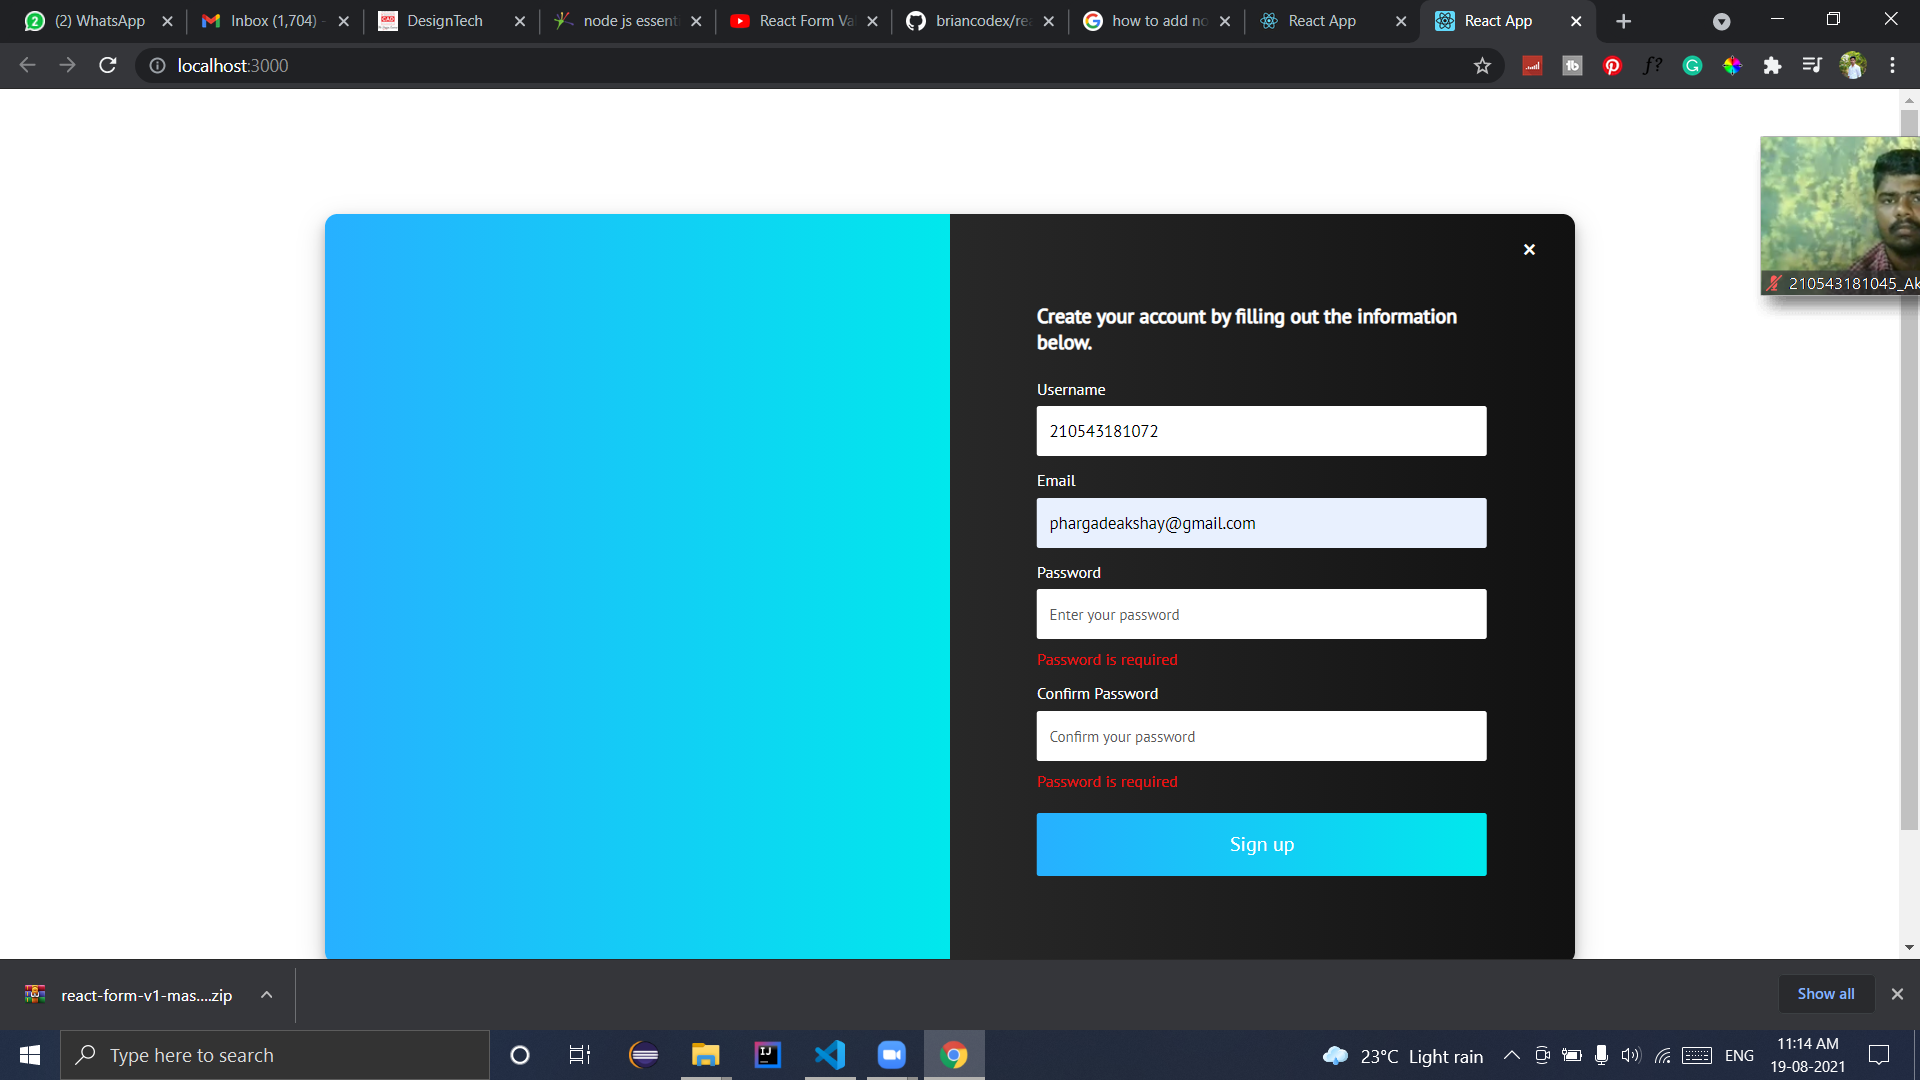 (2) WhatsApp
Inbox (1,704) -
DesignTech
node js essent
React Form Va
briancodex/rea
how to add no
React App
React App
localhost:3000
210543181045_Ak
×
Create your account by filling out the information
below.
Username
210543181072
Email
phargadeakshay@gmail.com
Password
Enter your password
Password is required
Confirm Password
Confirm your password
Password is required
Sign up
react-form-v1-mas....zip
Show all
Type here to search
23°C Light rain
ENG
11:14 AM
19-08-2021